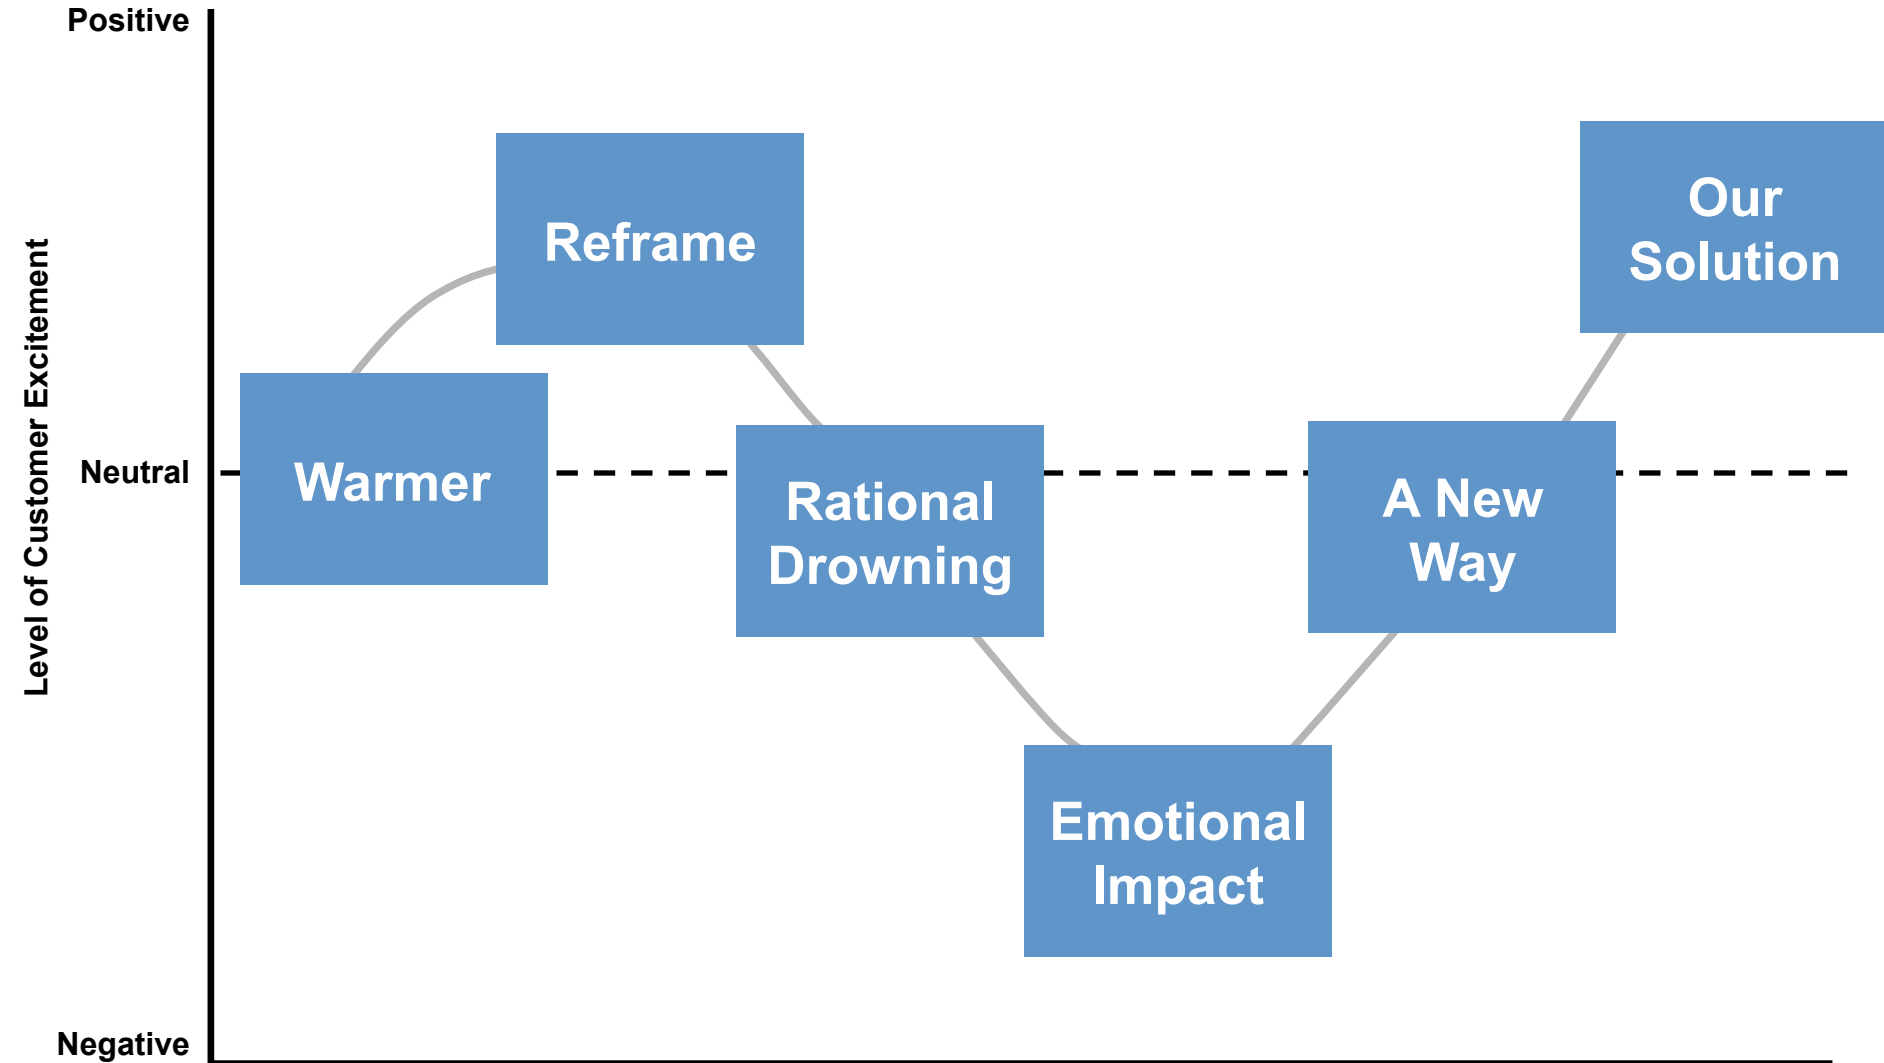 Positive
Reframe
Our
Solution
Level of Customer Excitement
Neutral
Warmer
Rational
Drowning
A New
Way
Emotional
Impact
Negative